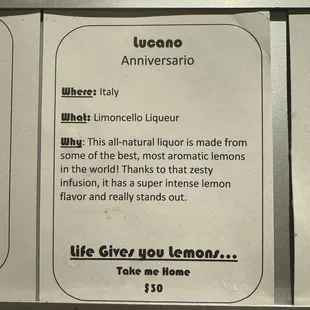 Lucano
Anniversario
Where: Italy
What: Limoncello Liqueur
Why: This all-natural liquor is made from
some of the best, most aromatic lemons
in the world! Thanks to that zesty
infusion, it has a super intense lemon
flavor and really stands out.
Life Gives you Lemons...
Take me Home
$30